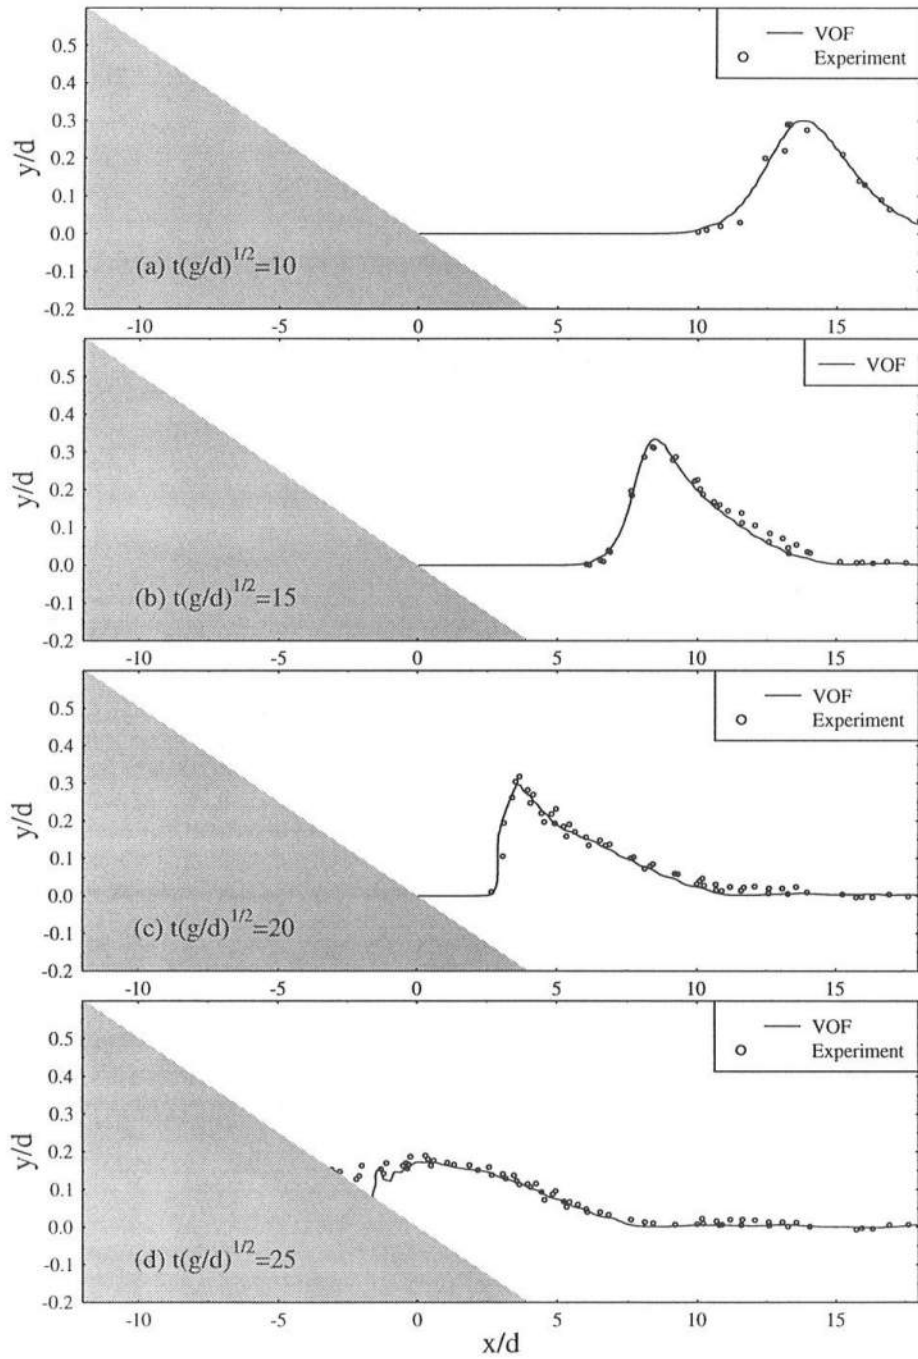 VOF
Experiment
0.5
0.4
0.3
0.2
0.1
0.0
-0.1
-0.2
y/d
(a) t(g/d)^1/2=10
-10 -5 0 5 10 15
VOF
0.5
0.4
0.3
0.2
0.1
0.0
-0.1
-0.2
y/d
(b) t(g/d)^1/2=15
-10 -5 0 5 10 15
VOF
Experiment
0.5
0.4
0.3
0.2
0.1
0.0
-0.1
-0.2
y/d
(c) t(g/d)^1/2=20
-10 -5 0 5 10 15
VOF
Experiment
0.5
0.4
0.3
0.2
0.1
0.0
-0.1
-0.2
y/d
(d) t(g/d)^1/2=25
-10 -5 0 5 10 15
x/d